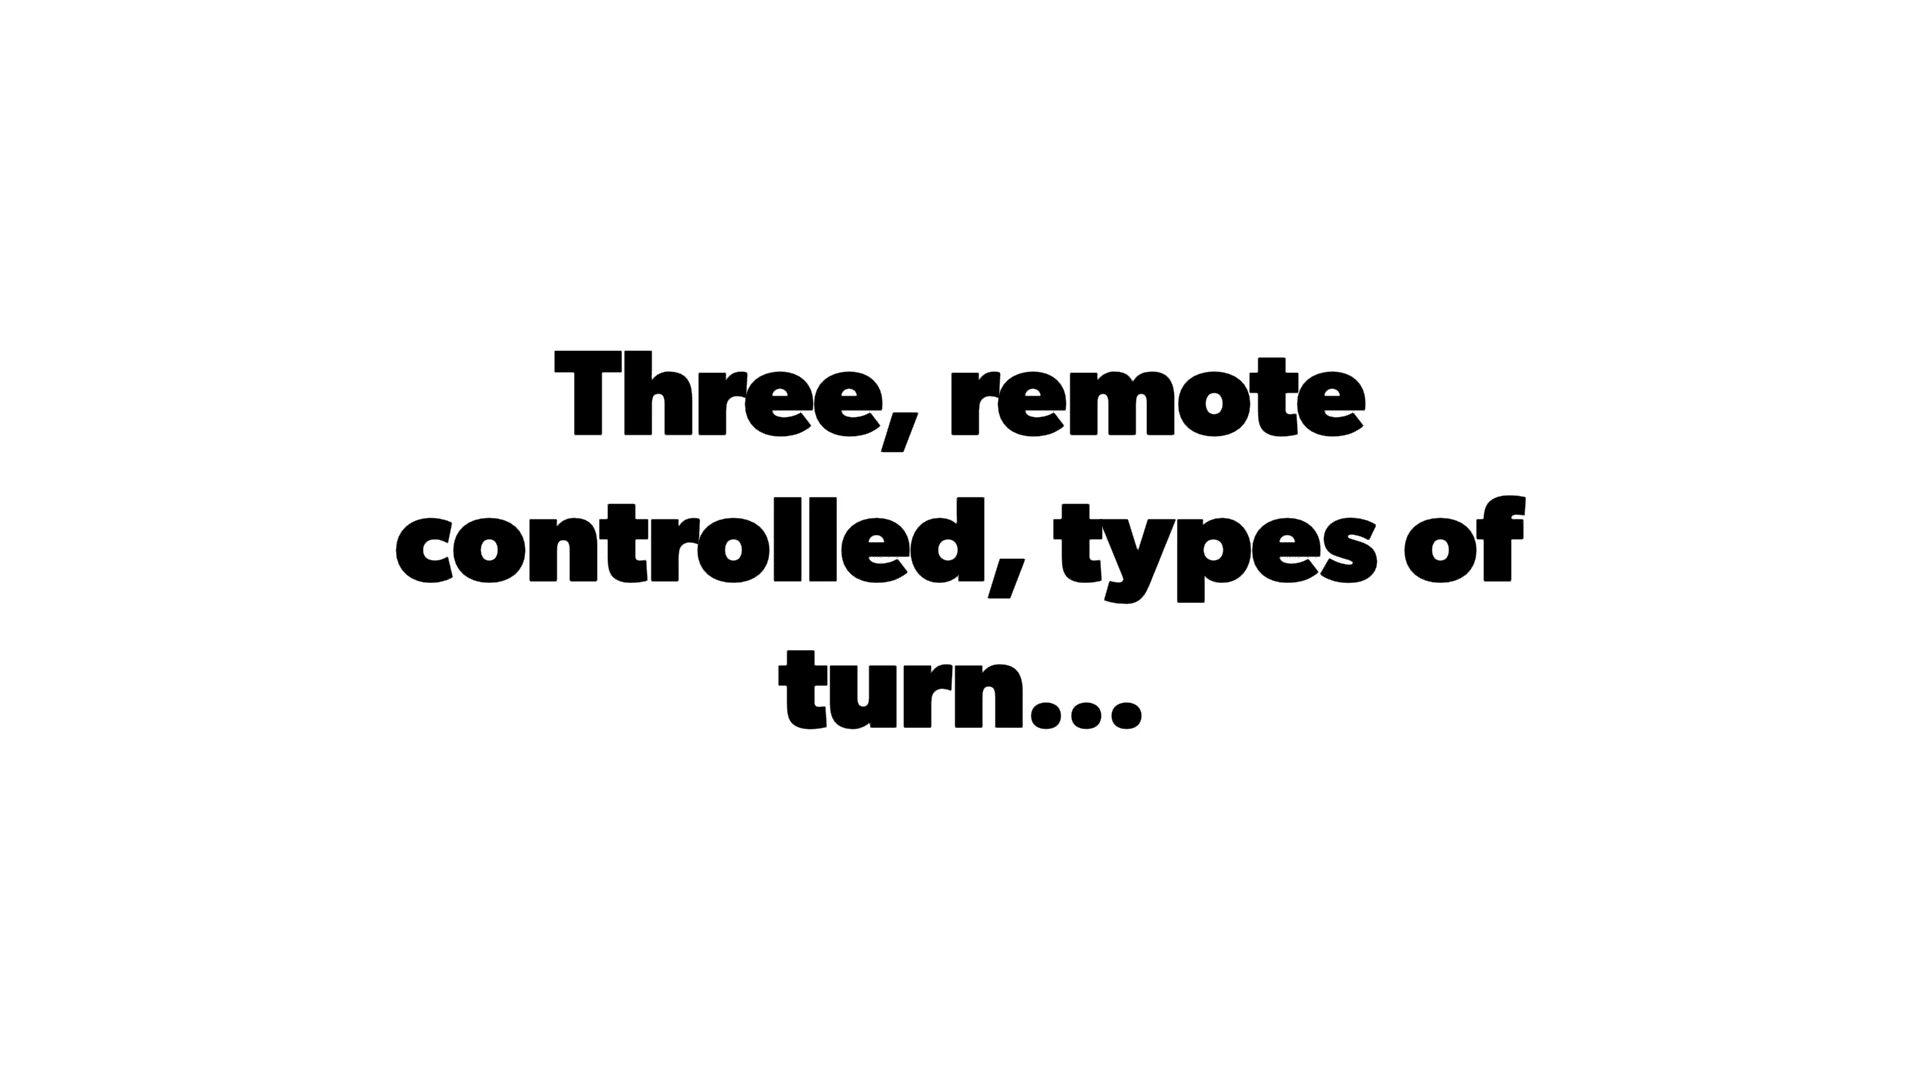 Three, remote
controlled, types of
turn...